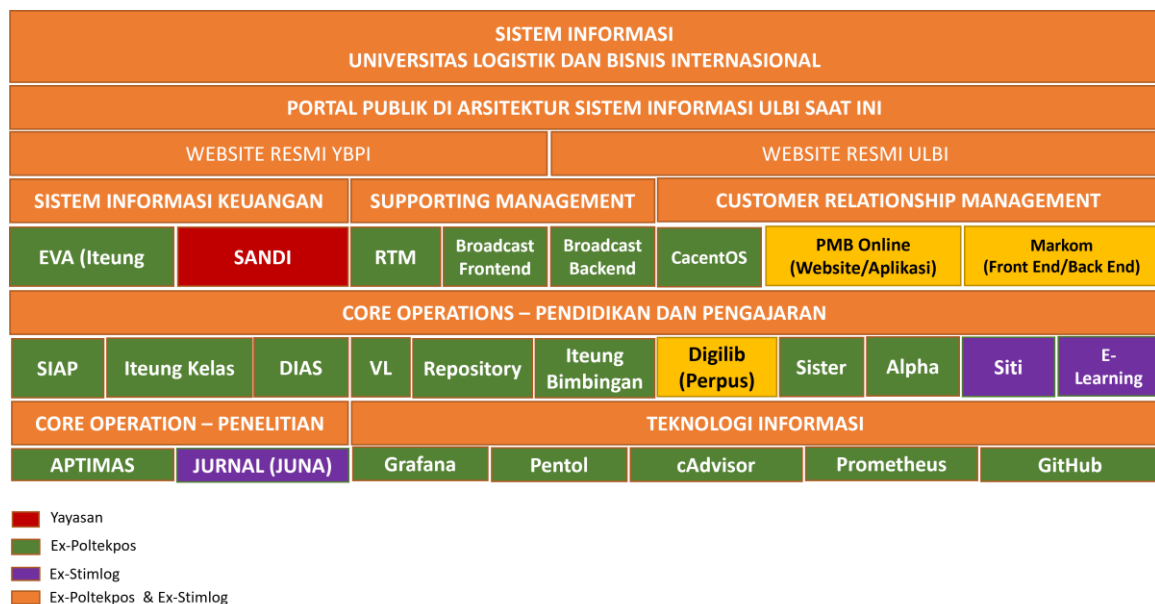 SISTEM INFORMASI
UNIVERSITAS LOGISTIK DAN BISNIS INTERNASIONAL
PORTAL PUBLIK DI ARSITEKTUR SISTEM INFORMASI ULBI SAAT INI
WEBSITE RESMI YBPI
WEBSITE RESMI ULBI
SISTEM INFORMASI KEUANGAN
SUPPORTING MANAGEMENT
CUSTOMER RELATIONSHIP MANAGEMENT
EVA (Iteung
SANDI
RTM
Broadcast
Frontend
Broadcast
Backend
CacentOS
PMB Online
(Website/Aplikasi)
Markom
(Front End/Back End)
CORE OPERATIONS – PENDIDIKAN DAN PENGAJARAN
SIAP
Iteung Kelas
DIAS
VL
Repository
Iteung
Bimbingan
Digilib
(Perpus)
Sister
Alpha
Siti
E-
Learning
CORE OPERATION – PENELITIAN
TEKNOLOGI INFORMASI
APTIMAS
JURNAL (JUNA)
Grafana
Pentol
cAdvisor
Prometheus
GitHub
Yayasan
Ex-Poltekpos
Ex-Stimlog
Ex-Poltekpos & Ex-Stimlog